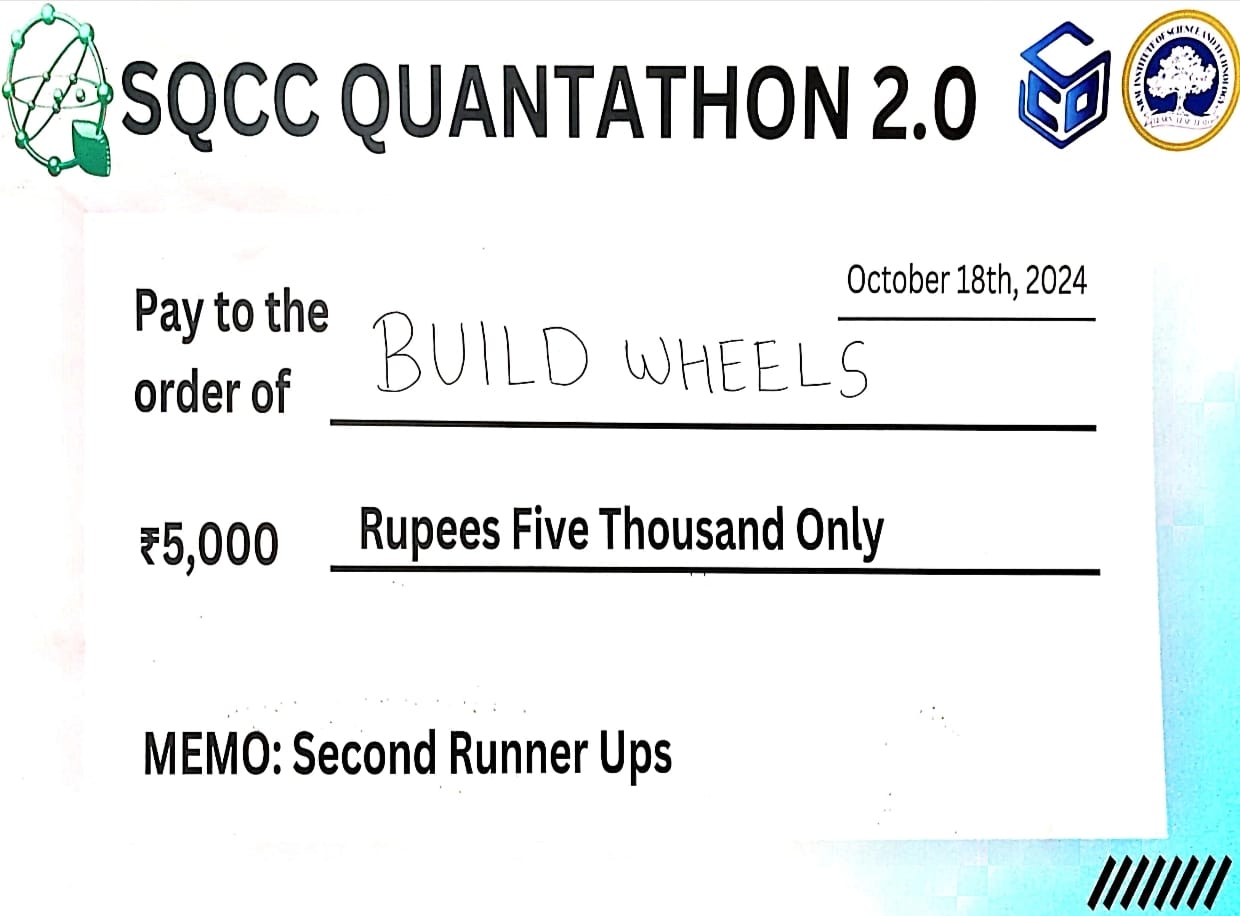 SQCC QUANTATHON 2.0
October 18th, 2024
Pay to the
order of
BUILD WHEELS
₹5,000
Rupees Five Thousand Only
MEMO: Second Runner Ups